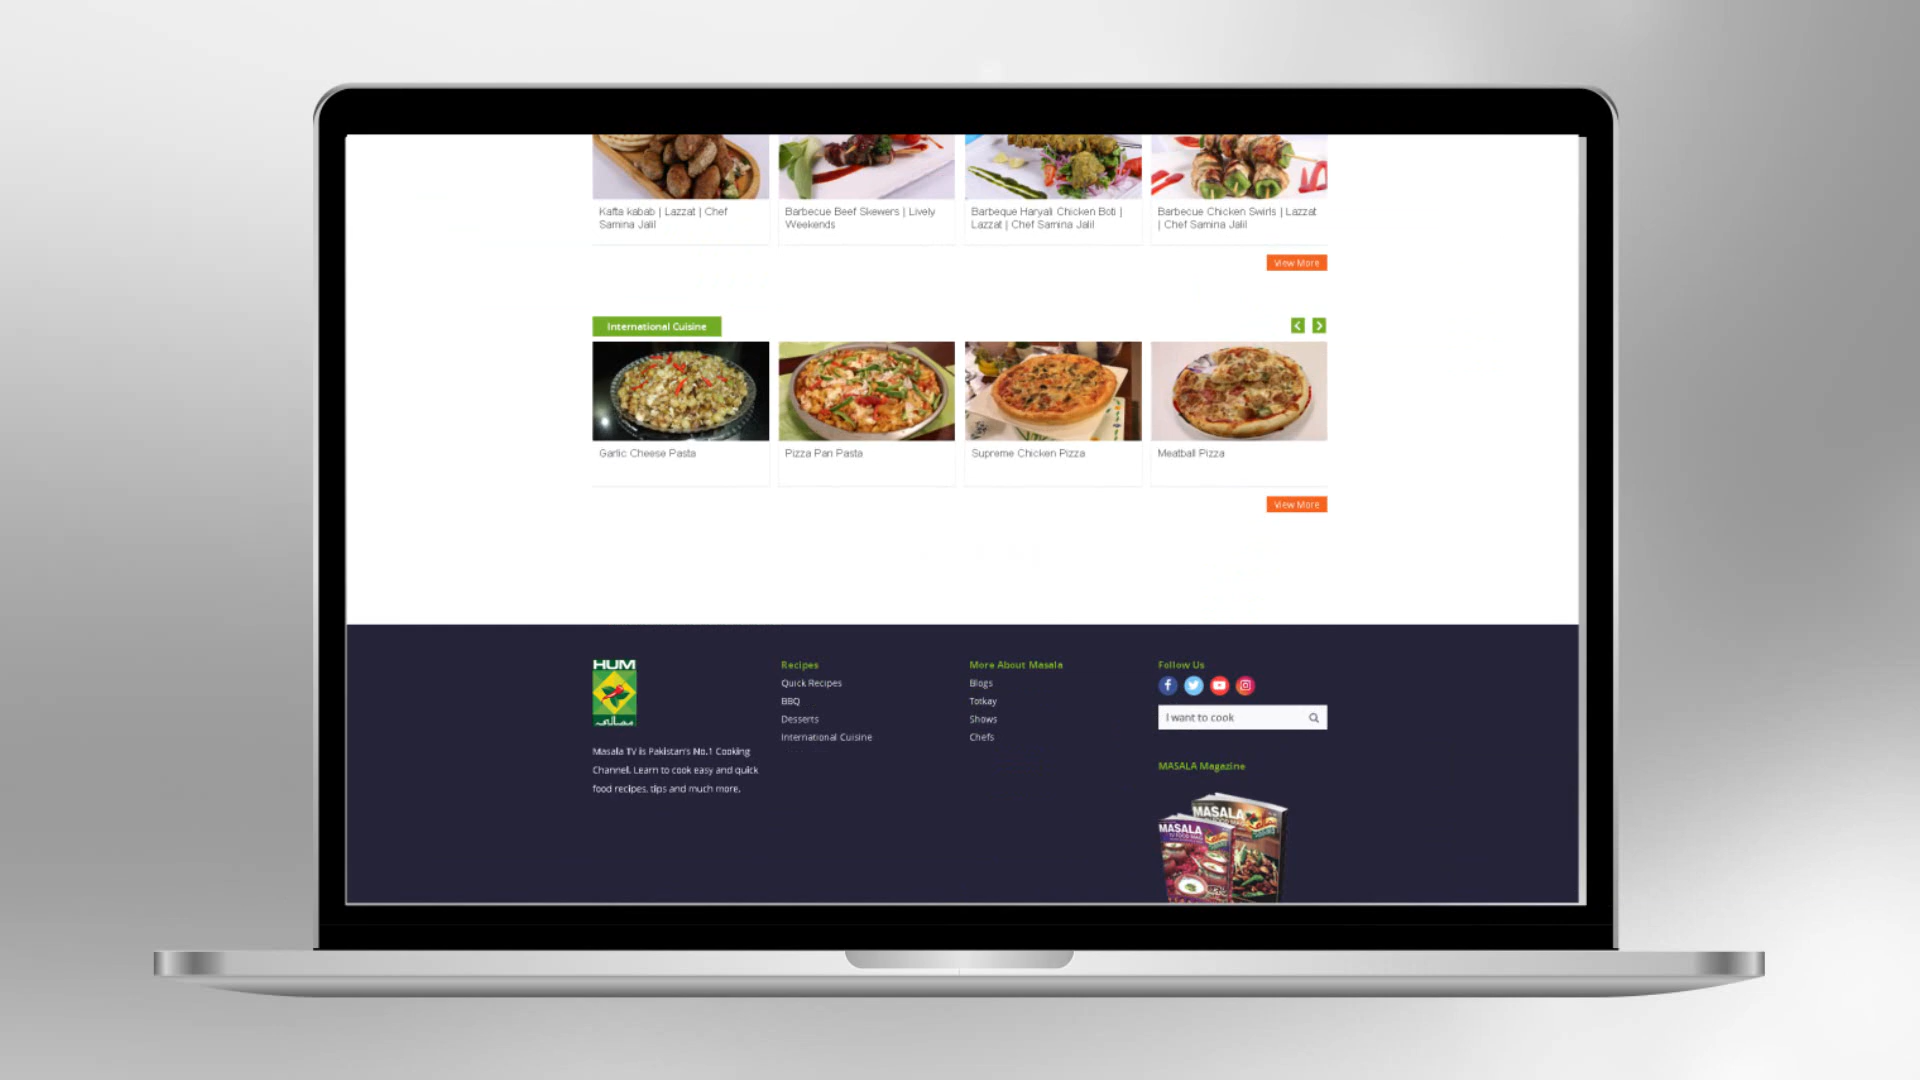 Kafta kabab | Lazzat | Chef
Samina Jalil
Barbecue Beef Skewers | Lively
Weekends
Barbeque Haryali Chicken Boti |
Lazzat | Chef Samina Jalil
Barbecue Chicken Swirls | Lazzat
| Chef Samina Jalil
View More
International Cuisine
Garlic Cheese Pasta
Pizza Pan Pasta
Supreme Chicken Pizza
Meatball Pizza
View More
HUM
مصالحہ
Masala TV is Pakistan's No.1 Cooking
Channel. Learn to cook easy and quick
food recipes, tips and much more.
Recipes
Quick Recipes
BBQ
Desserts
International Cuisine
More About Masala
Blogs
Totkay
Shows
Chefs
Follow Us
I want to cook
MASALA Magazine
MASALA
MASALA